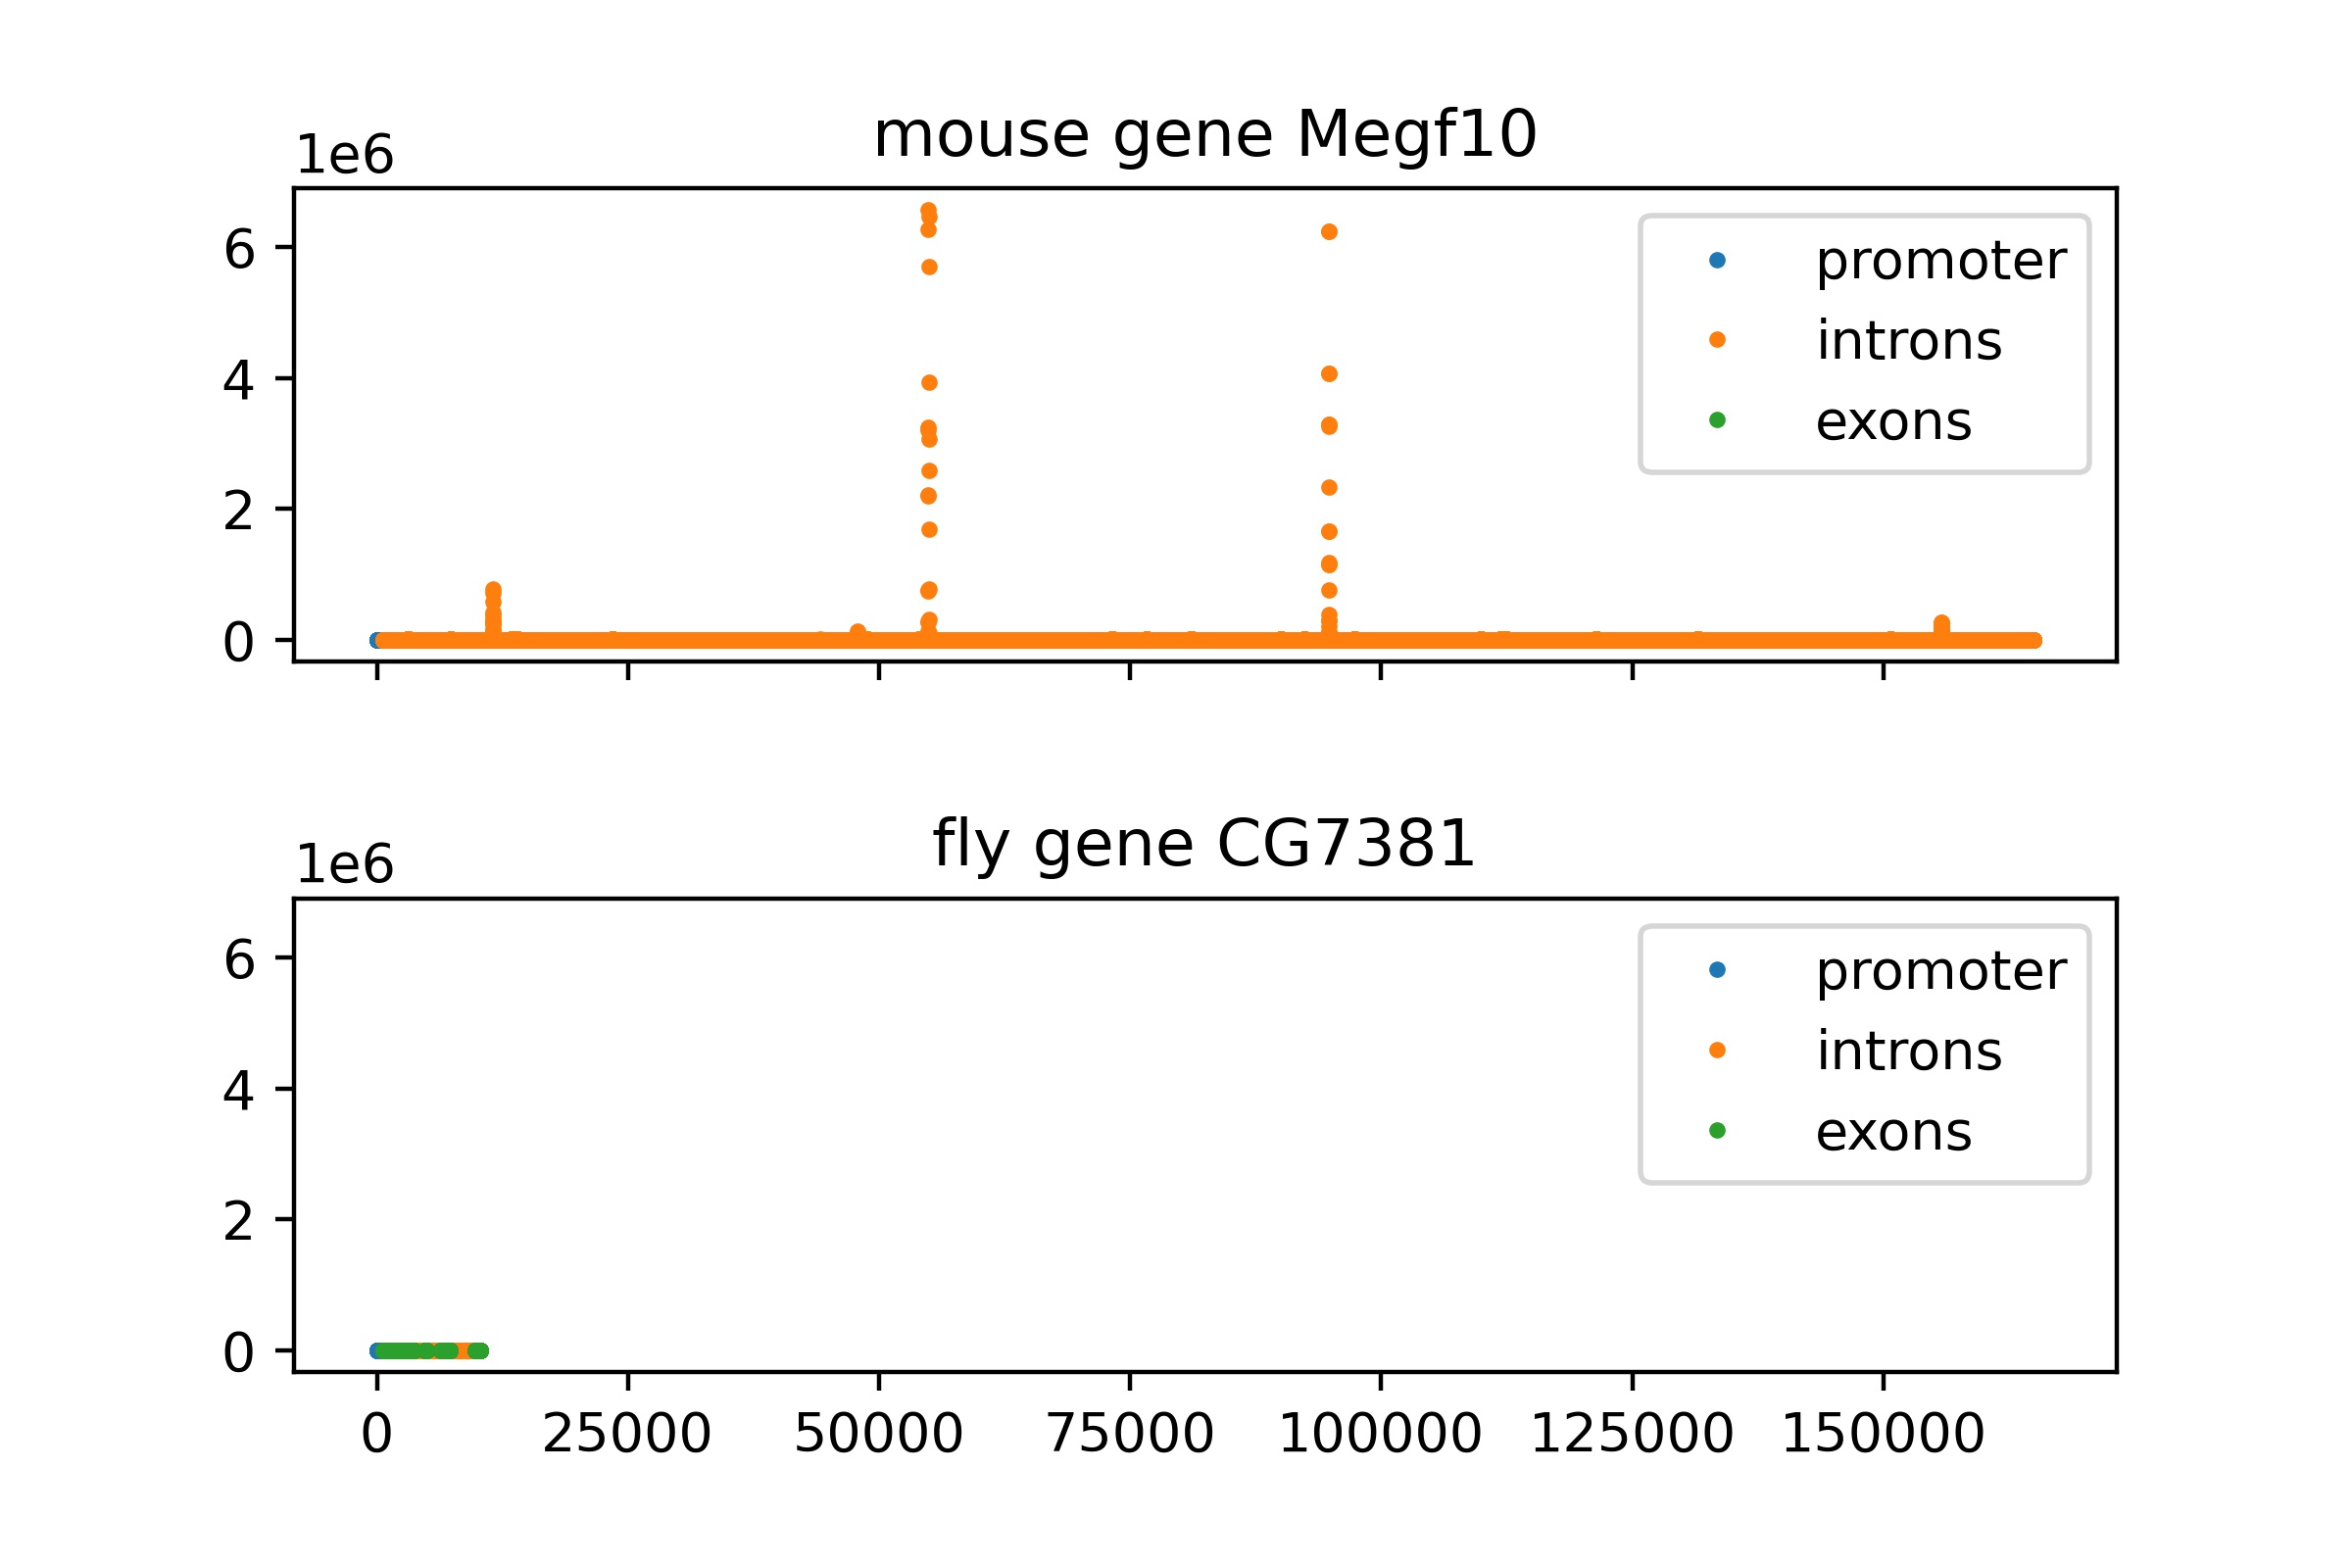 mouse gene Megf10
1e6
6
4
2
0
promoter
introns
exons
fly gene CG7381
1e6
6
4
2
0
promoter
introns
exons
0 25000 50000 75000 100000 125000 150000